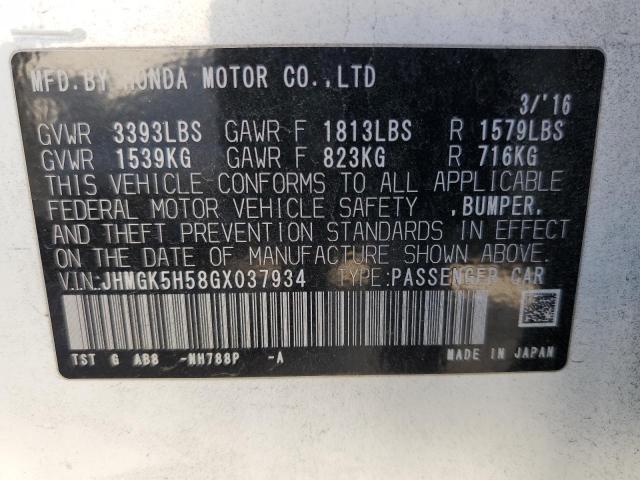 MFD. BY HONDA MOTOR CO.,LTD
3/'16
GVWR 3393LBS GAWR F 1813LBS R 1579LBS
GVWR 1539KG GAWR F 823KG R 716KG
THIS VEHICLE CONFORMS TO ALL APPLICABLE
FEDERAL MOTOR VEHICLE SAFETY ,BUMPER,
AND THEFT PREVENTION STANDARDS IN EFFECT
ON THE DATE OF MANUFACTURE SHOWN ABOVE.
V.I.N:JHMGK5H58GX037934 TYPE:PASSENGER CAR
TST G AB8 -NH788P -A
MADE IN JAPAN